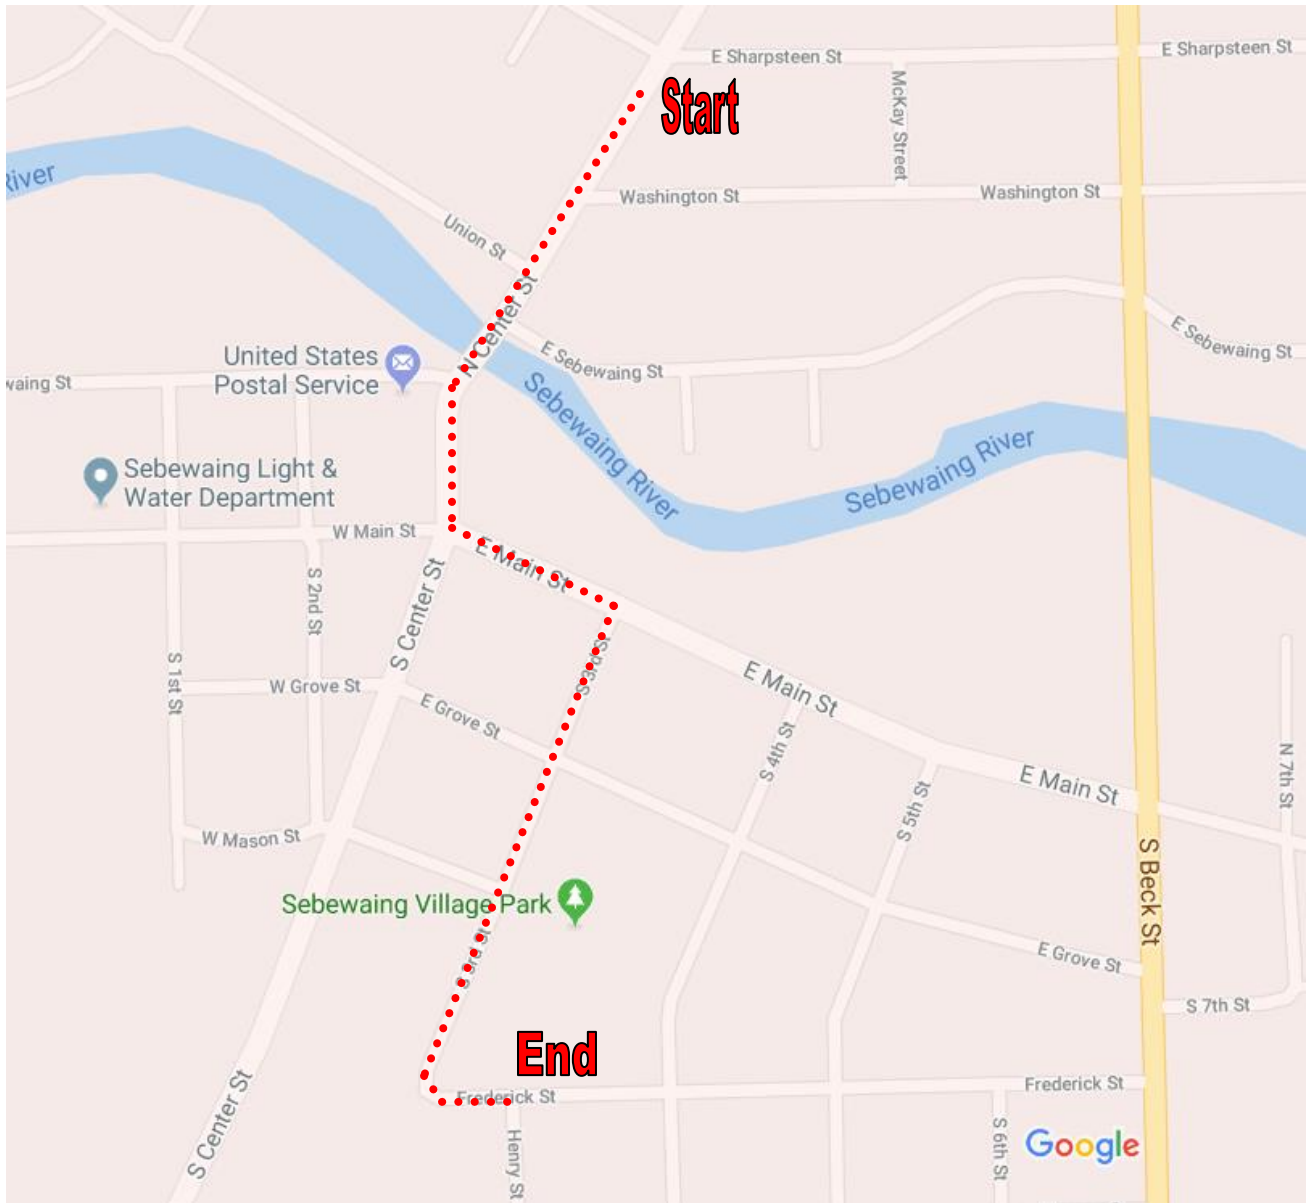 E Sharpsteen St
E Sharpsteen St
Start
McKay Street
River
Washington St
Washington St
Union St
N Center St
E Sebewaing St
E Sebewaing St
United States
Postal Service
waing St
Sebewaing River
Sebewaing River
Sebewaing Light &
Water Department
W Main St
E Main St
S 2nd St
S Center St
S 3rd St
S 1st St
W Grove St
E Grove St
E Main St
S 4th St
E Main St
N 7th St
S 5th St
W Mason St
S Beck St
Sebewaing Village Park
S 3rd St
E Grove St
S 7th St
End
Frederick St
Frederick St
S Center St
Henry St
S 6th St
Google